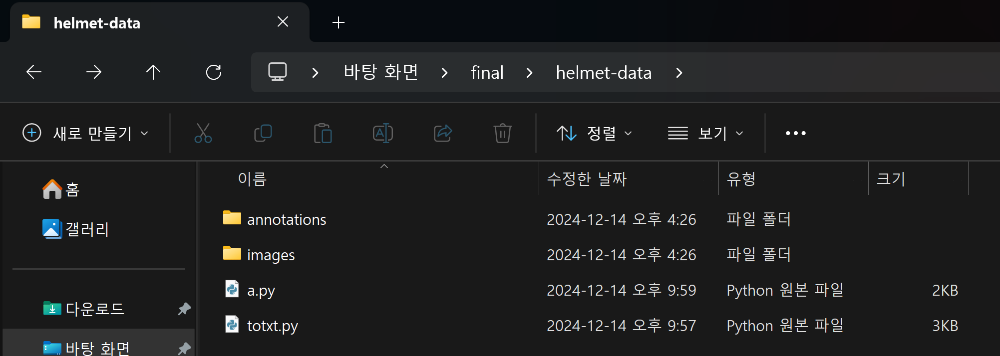 helmet-data
바탕 화면 final helmet-data
새로 만들기 정렬 보기
홈
갤러리
다운로드
바탕 화면
이름 수정한 날짜 유형 크기
annotations 2024-12-14 오후 4:26 파일 폴더
images 2024-12-14 오후 4:26 파일 폴더
a.py 2024-12-14 오후 9:59 Python 원본 파일 2KB
totxt.py 2024-12-14 오후 9:57 Python 원본 파일 3KB